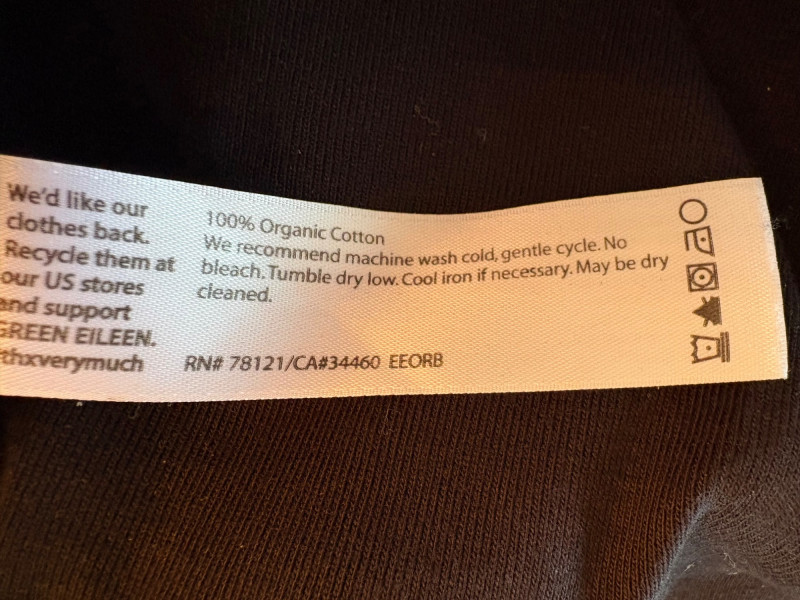 We'd like our
clothes back.
Recycle them at
our US stores
and support
GREEN EILEEN.
#thxverymuch
100% Organic Cotton
We recommend machine wash cold, gentle cycle. No
bleach. Tumble dry low. Cool iron if necessary. May be dry
cleaned.
RN# 78121/CA#34460 EEORB